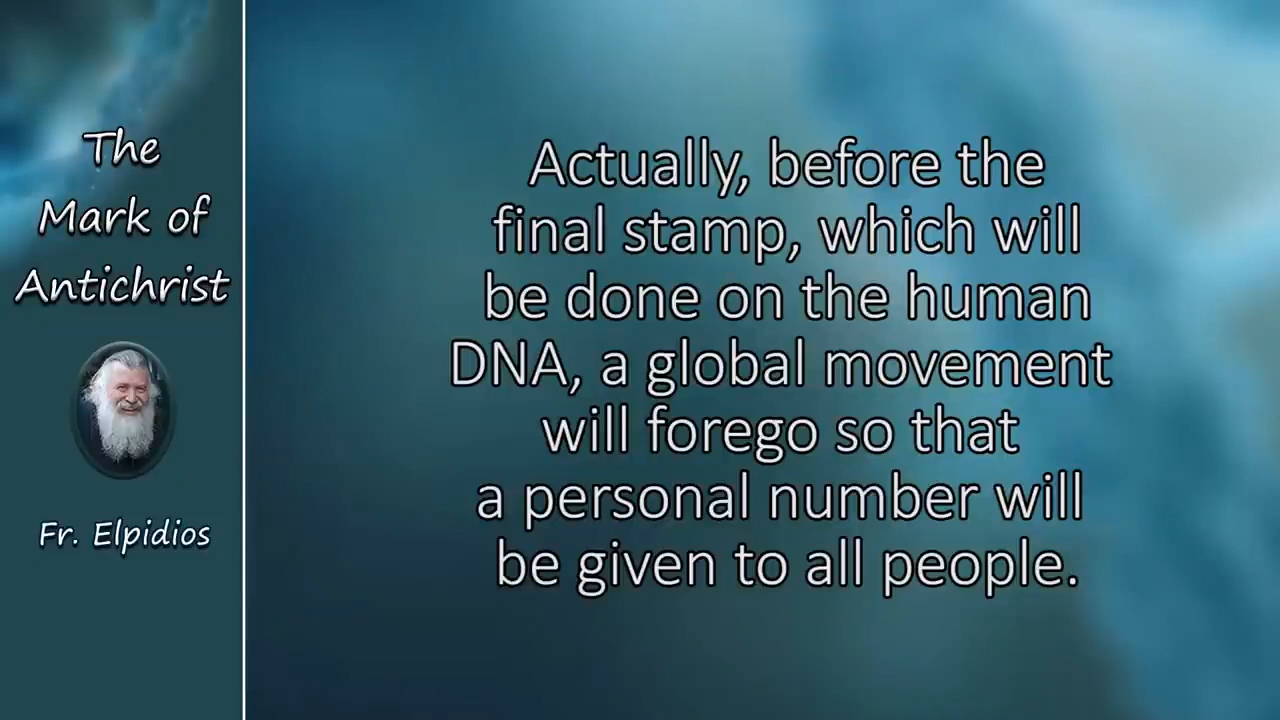 The
Mark of
Antichrist
Fr. Elpidios
Actually, before the
final stamp, which will
be done on the human
DNA, a global movement
will forego so that
a personal number will
be given to all people.